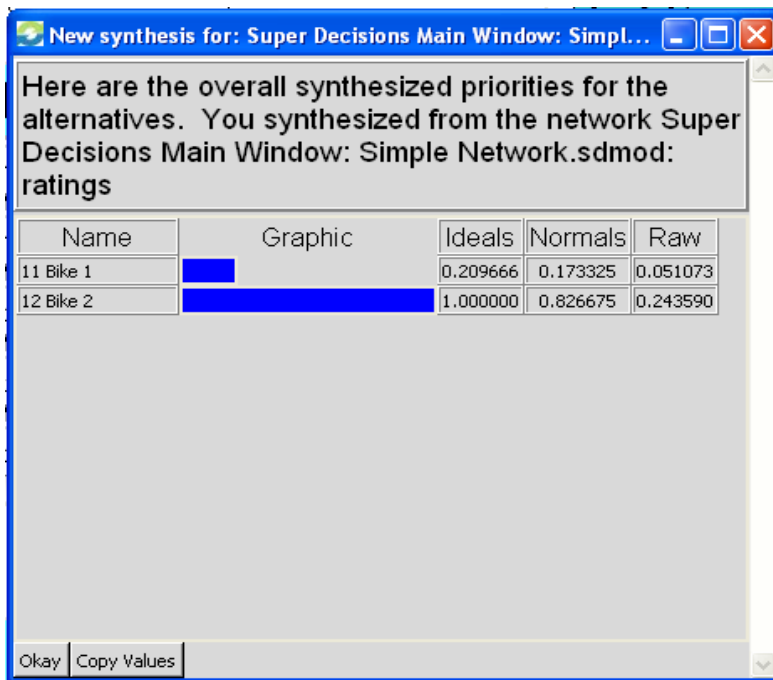 New synthesis for: Super Decisions Main Window: Simpl...
Here are the overall synthesized priorities for the
alternatives. You synthesized from the network Super
Decisions Main Window: Simple Network.sdmod:
ratings
Name Graphic Ideals Normals Raw
11 Bike 1 0.209666 0.173325 0.051073
12 Bike 2 1.000000 0.826675 0.243590
Okay Copy Values